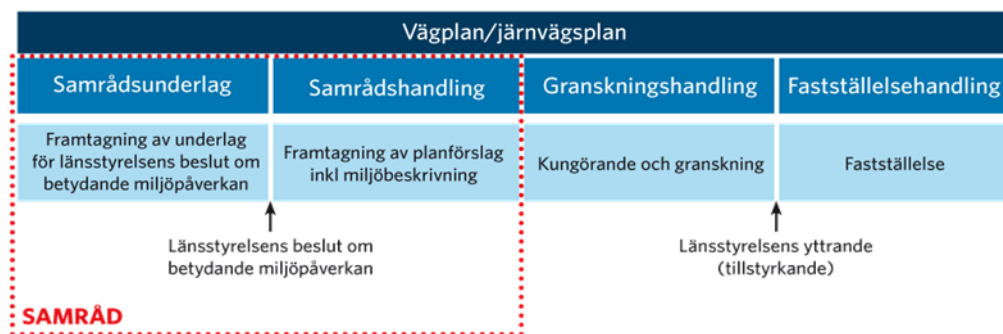 Vägplan/järnvägsplan
Samrådsunderlag
Samrådshandling
Granskningshandling
Fastställelsehandling
Framtagning av underlag
för länsstyrelsens beslut om
betydande miljöpåverkan
Framtagning av planförslag
inkl miljöbeskrivning
Kungörande och granskning
Fastställelse
Länsstyrelsens beslut om
betydande miljöpåverkan
Länsstyrelsens yttrande
(tillstyrkande)
SAMRÅD